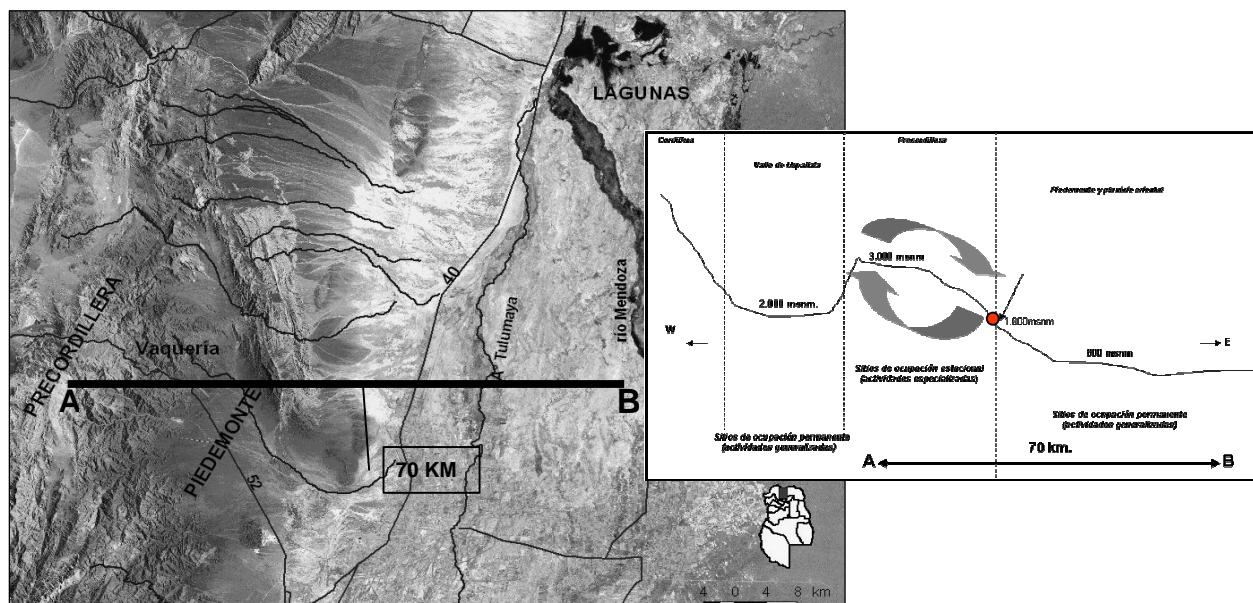 LAGUNAS
río Mendoza
40
A° Tulumaya
PRECORDILLERA
Vaquería
A
B
PIEDEMONTE
70 KM
52
4 0 4 8 km
Cordillera
Valle de Uspallata
Precordillera
Piedemonte y planicie oriental
3.000 msnm
2.000 msnm.
1.800msnm
600 msnm
W
E
Sitios de ocupación estacional
(actividades especializadas)
Sitios de ocupación permanente
(actividades generalizadas)
Sitios de ocupación permanente
(actividades generalizadas)
70 km.
A
B